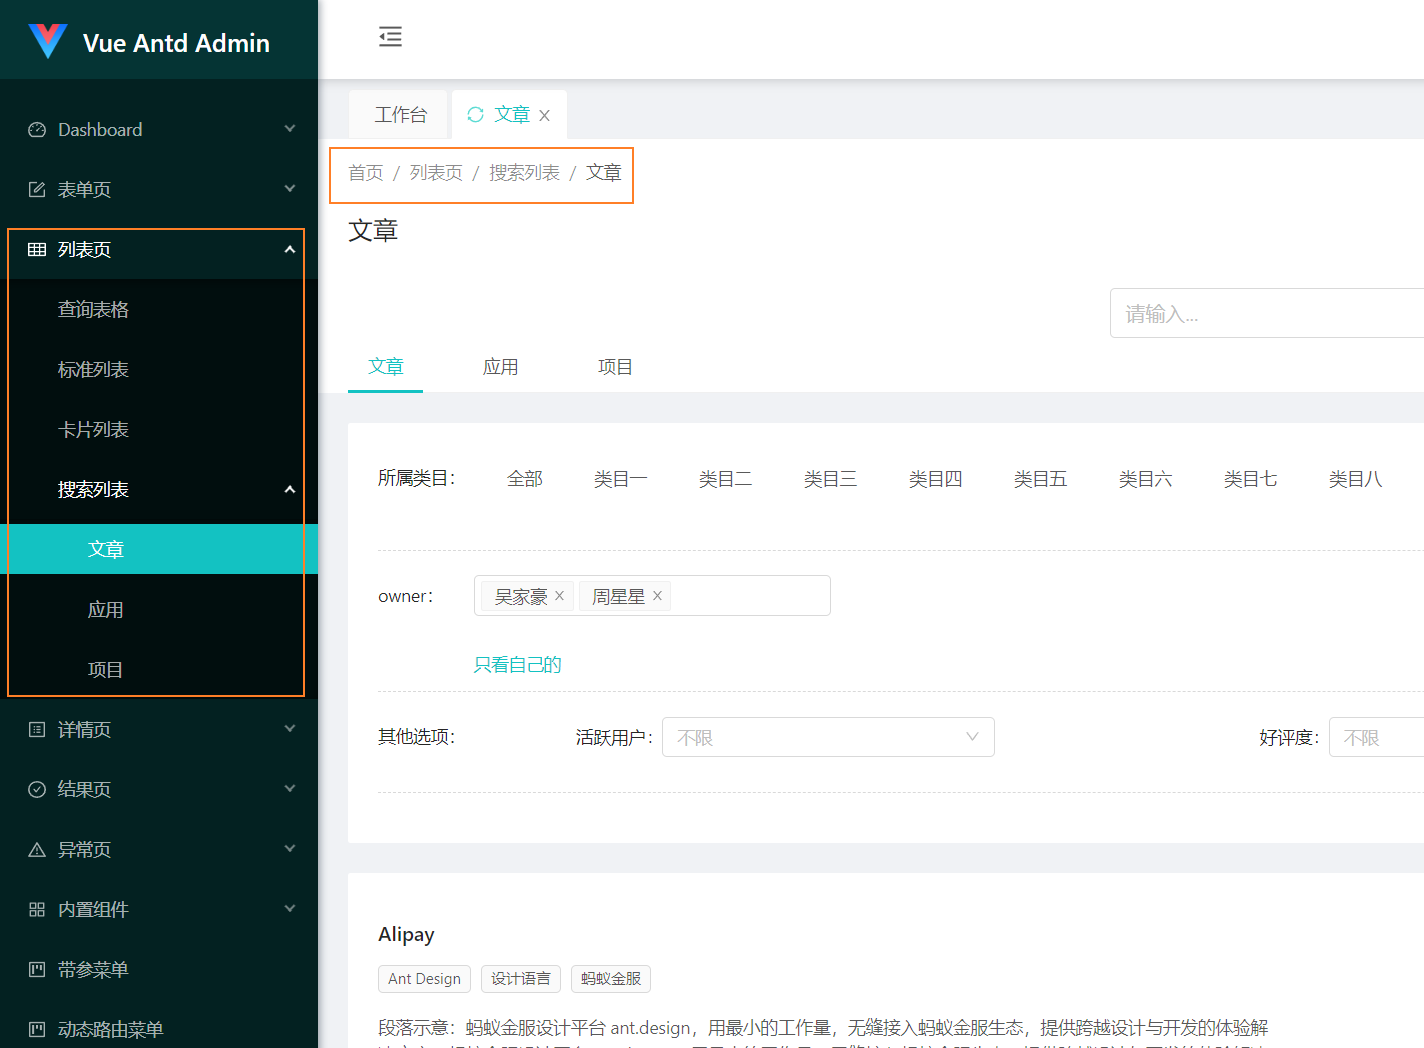 Vue Antd Admin
Dashboard
表单页
列表页
查询表格
标准列表
卡片列表
搜索列表
文章
应用
项目
详情页
结果页
异常页
内置组件
带参菜单
动态路由菜单
工作台
文章
首页 / 列表页 / 搜索列表 / 文章
文章
请输入...
文章 应用 项目
所属类目： 全部 类目一 类目二 类目三 类目四 类目五 类目六 类目七 类目八
owner： 吴家豪 周星星
只看自己的
其他选项： 活跃用户： 不限 好评度： 不限
Alipay
Ant Design 设计语言 蚂蚁金服
段落示意：蚂蚁金服设计平台 ant.design，用最小的工作量，无缝接入蚂蚁金服生态，提供跨越设计与开发的体验解